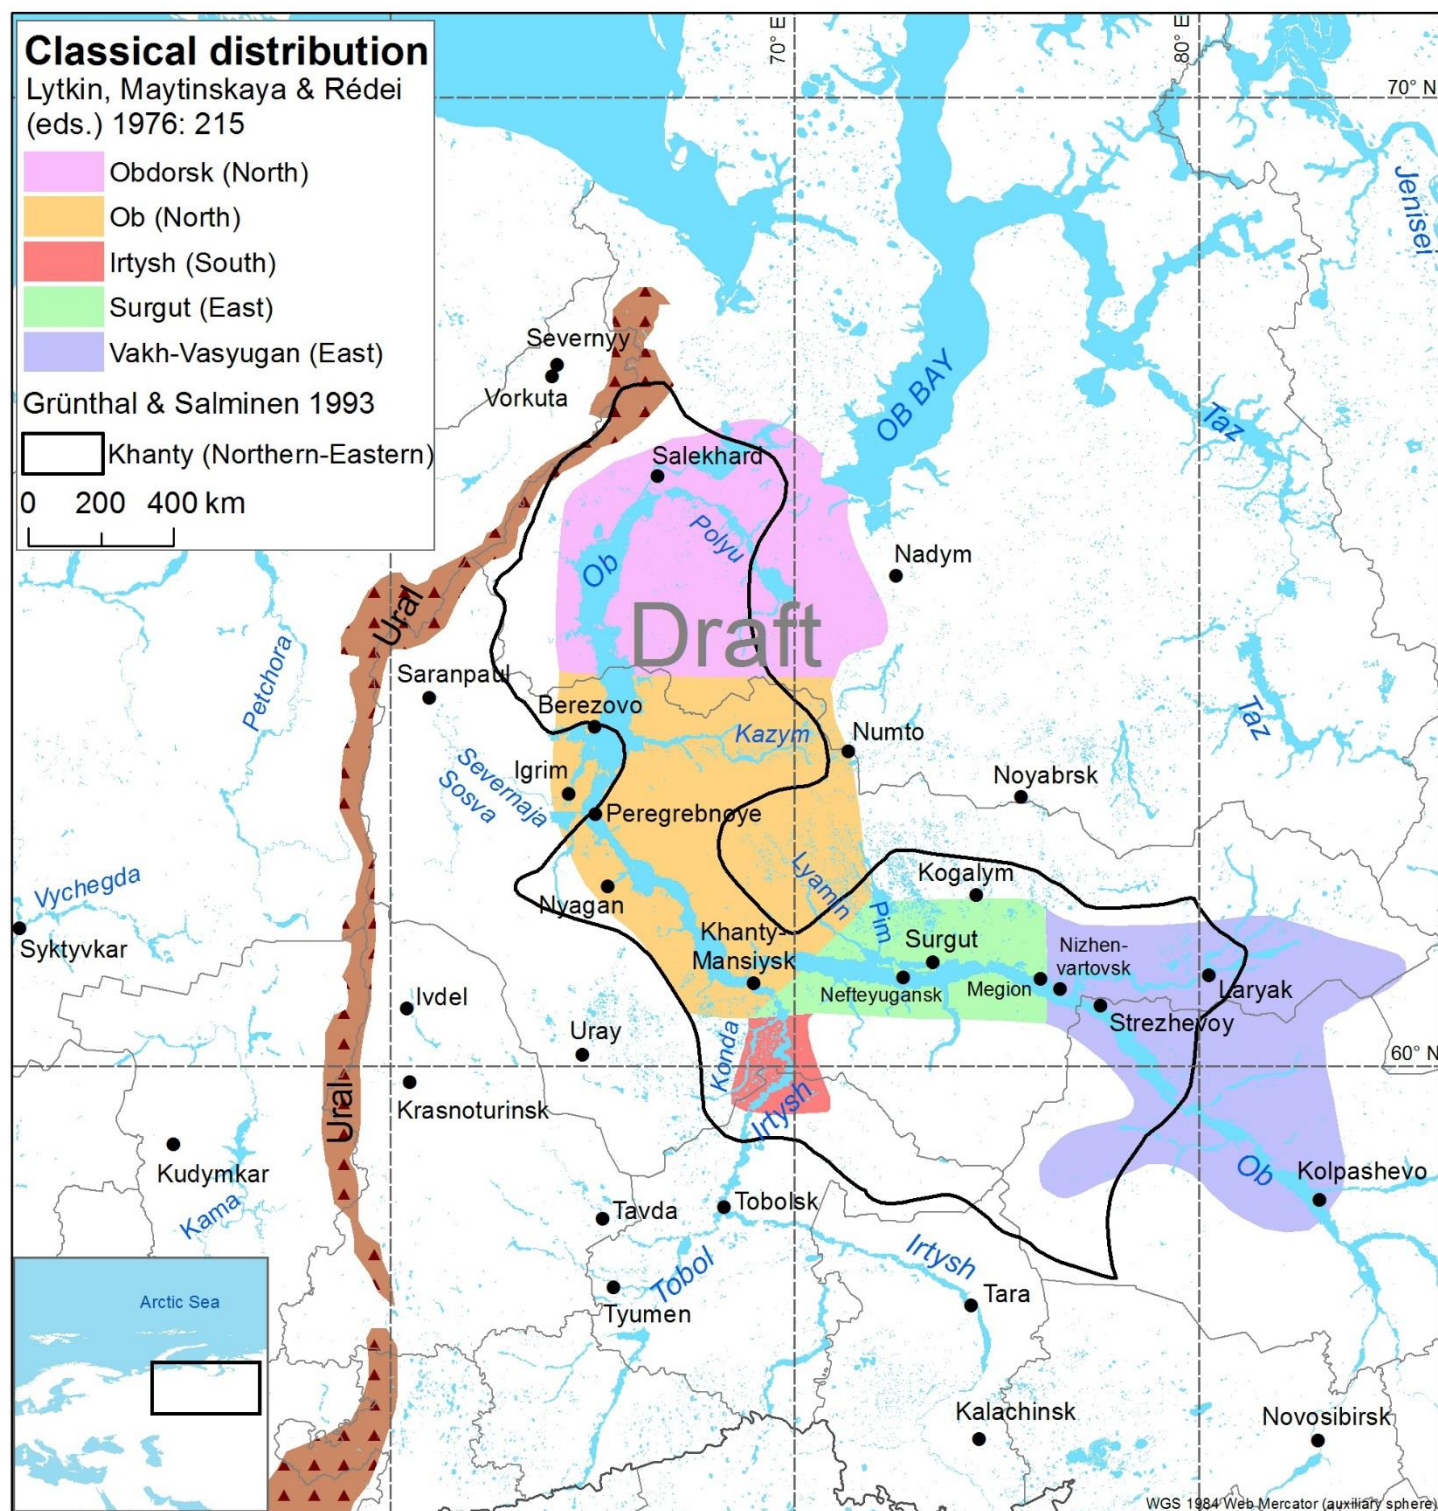 Classical distribution
Lytkin, Maytinskaya & Rédei
(eds.) 1976: 215
Obdorsk (North)
Ob (North)
Irtysh (South)
Surgut (East)
Vakh-Vasyugan (East)
Grünthal & Salminen 1993
Khanty (Northern-Eastern)
0 200 400 km
70° E
80° E
70° N
Jenisei
Severnyy
Vorkuta
OB BAY
Taz
Salekhard
Polyu
Ob
Nadym
Draft
Ural
Petchora
Saranpaul
Berezovo
Kazym
Numto
Taz
Igrim
Severnaja
Sosva
Noyabrsk
Peregrebnoye
Vychegda
Syktyvkar
Nyagan
Lyamin
Pim
Kogalym
Khanty-
Mansiysk
Surgut
Nizhen-
vartovsk
Nefteyugansk
Megion
Laryak
Strezhevoy
Ivdel
Uray
Konda
60° N
Krasnoturinsk
Ural
Irtysh
Kudymkar
Kama
Ob
Kolpashevo
Tavda
Tobolsk
Tobol
Irtysh
Tyumen
Tara
Arctic Sea
Kalachinsk
Novosibirsk
WGS 1984 Web Mercator (auxiliary sphere)